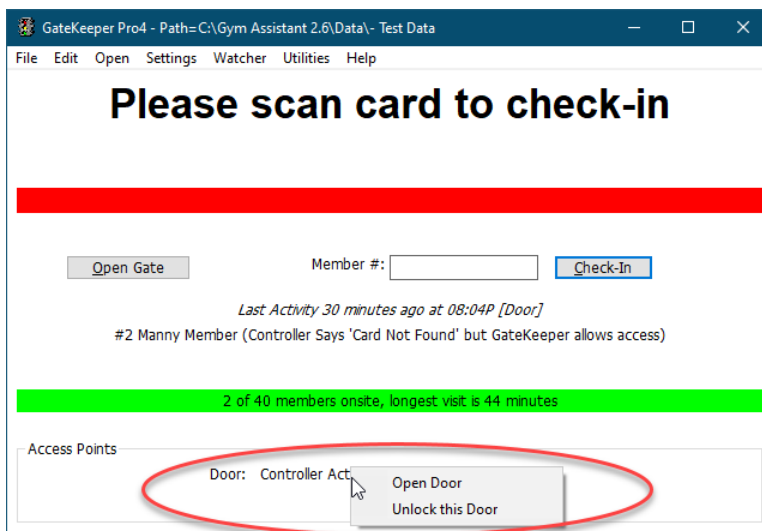 GateKeeper Pro4 - Path=C:\Gym Assistant 2.6\Data\- Test Data
File Edit Open Settings Watcher Utilities Help
Please scan card to check-in
Open Gate Member #: Check-In
Last Activity 30 minutes ago at 08:04P [Door]
#2 Manny Member (Controller Says 'Card Not Found' but GateKeeper allows access)
2 of 40 members onsite, longest visit is 44 minutes
Access Points
Door: Controller Act
Open Door
Unlock this Door